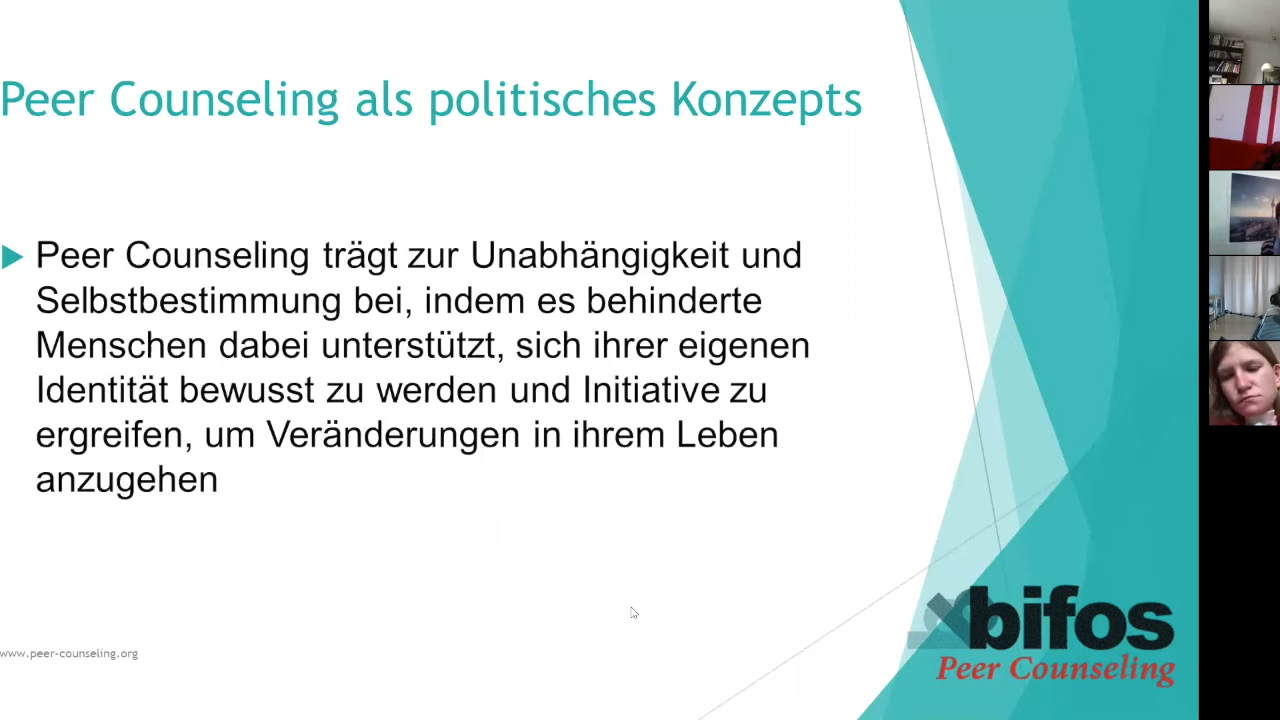 Peer Counseling als politisches Konzepts
Peer Counseling trägt zur Unabhängigkeit und
Selbstbestimmung bei, indem es behinderte
Menschen dabei unterstützt, sich ihrer eigenen
Identität bewusst zu werden und Initiative zu
ergreifen, um Veränderungen in ihrem Leben
anzugehen
www.peer-counseling.org
bifos
Peer Counseling